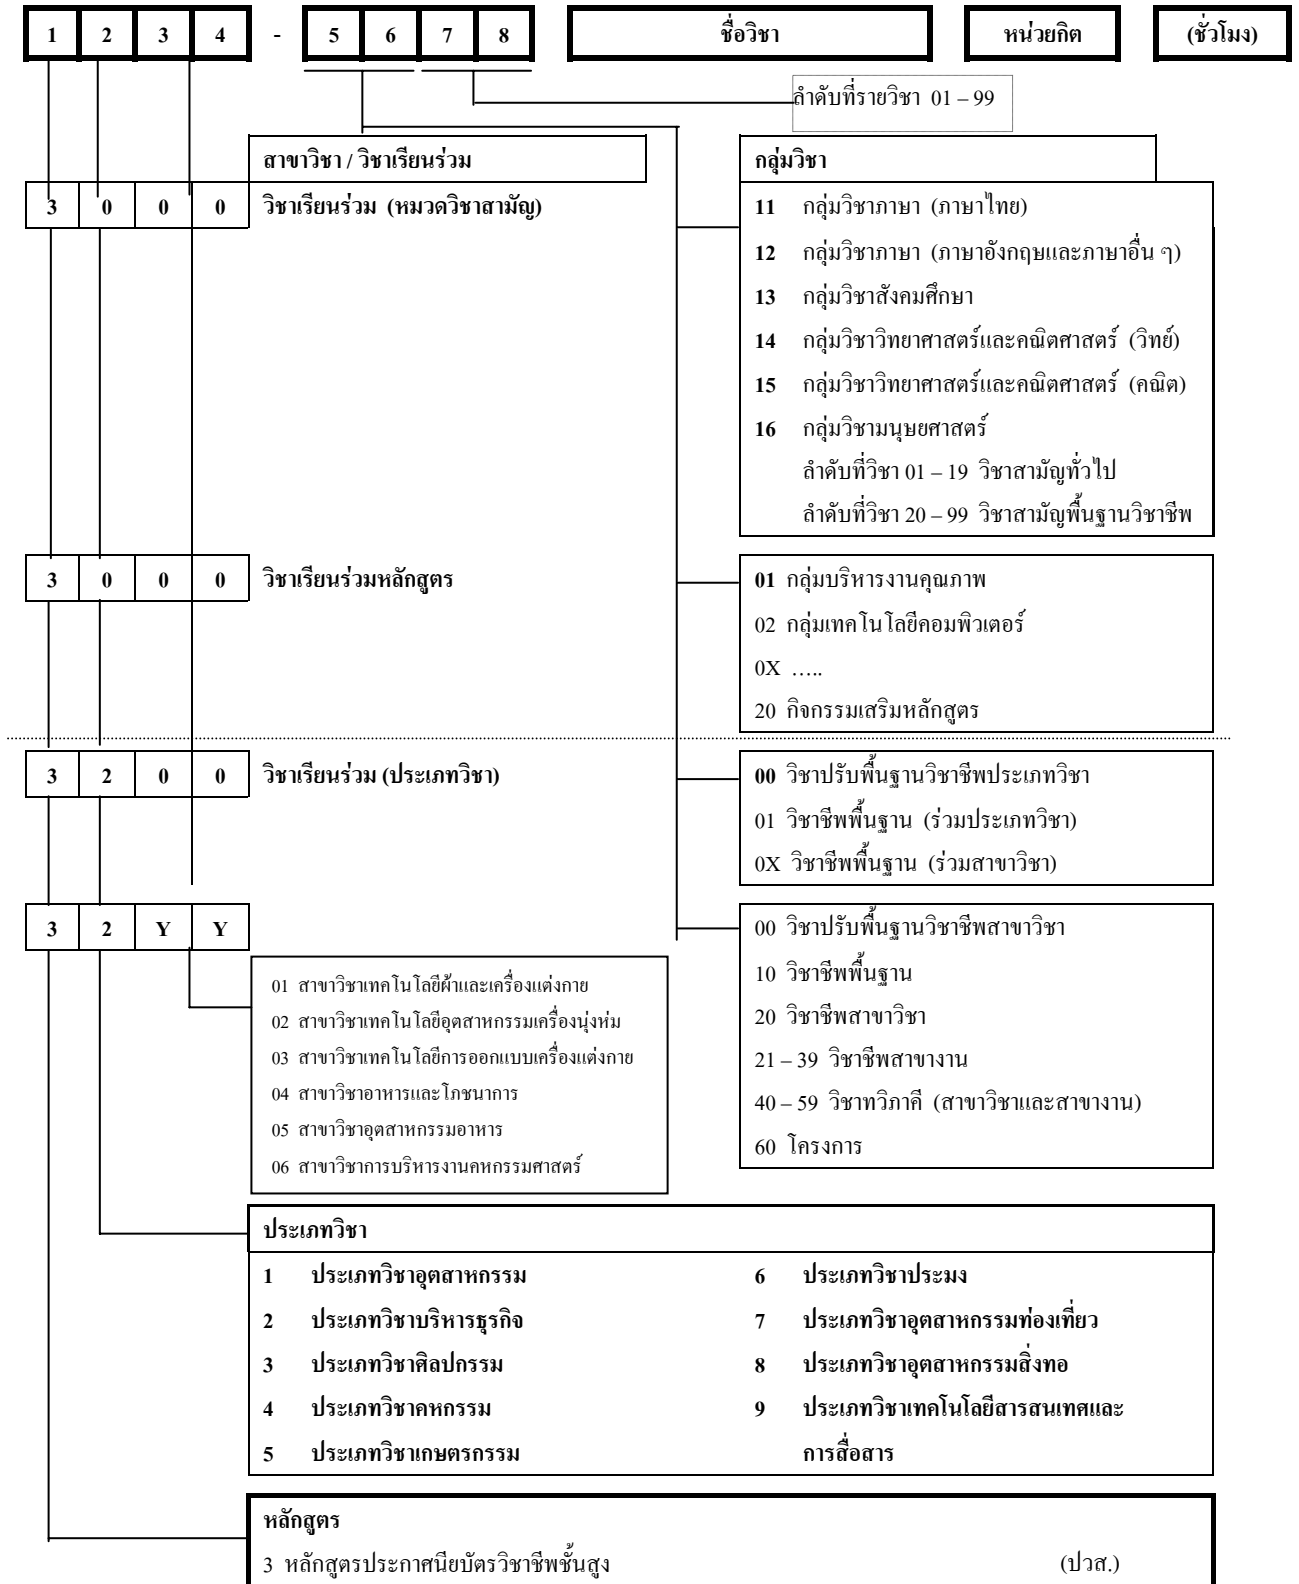 1 2 3 4 - 5 6 7 8 ชื่อวิชา หน่วยกิต (ชั่วโมง)
ลำดับที่รายวิชา 01 – 99
สาขาวิชา / วิชาเรียนร่วม
กลุ่มวิชา
3 0 0 0 วิชาเรียนร่วม (หมวดวิชาสามัญ)
11 กลุ่มวิชาภาษา (ภาษาไทย)
12 กลุ่มวิชาภาษา (ภาษาอังกฤษและภาษาอื่น ๆ)
13 กลุ่มวิชาสังคมศึกษา
14 กลุ่มวิชาวิทยาศาสตร์และคณิตศาสตร์ (วิทย์)
15 กลุ่มวิชาวิทยาศาสตร์และคณิตศาสตร์ (คณิต)
16 กลุ่มวิชามนุษยศาสตร์
ลำดับที่วิชา 01 – 19 วิชาสามัญทั่วไป
ลำดับที่วิชา 20 – 99 วิชาสามัญพื้นฐานวิชาชีพ
3 0 0 0 วิชาเรียนร่วมหลักสูตร
01 กลุ่มบริหารงานคุณภาพ
02 กลุ่มเทคโนโลยีคอมพิวเตอร์
0X …..
20 กิจกรรมเสริมหลักสูตร
3 2 0 0 วิชาเรียนร่วม (ประเภทวิชา)
00 วิชาปรับพื้นฐานวิชาชีพประเภทวิชา
01 วิชาชีพพื้นฐาน (ร่วมประเภทวิชา)
0X วิชาชีพพื้นฐาน (ร่วมสาขาวิชา)
3 2 Y Y
00 วิชาปรับพื้นฐานวิชาชีพสาขาวิชา
10 วิชาชีพพื้นฐาน
20 วิชาชีพสาขาวิชา
21 – 39 วิชาชีพสาขางาน
40 – 59 วิชาทวิภาคี (สาขาวิชาและสาขางาน)
60 โครงการ
01 สาขาวิชาเทคโนโลยีผ้าและเครื่องแต่งกาย
02 สาขาวิชาเทคโนโลยีอุตสาหกรรมเครื่องนุ่งห่ม
03 สาขาวิชาเทคโนโลยีการออกแบบเครื่องแต่งกาย
04 สาขาวิชาอาหารและโภชนาการ
05 สาขาวิชาอุตสาหกรรมอาหาร
06 สาขาวิชาการบริหารงานคหกรรมศาสตร์
ประเภทวิชา
1 ประเภทวิชาอุตสาหกรรม
2 ประเภทวิชาบริหารธุรกิจ
3 ประเภทวิชาศิลปกรรม
4 ประเภทวิชาคหกรรม
5 ประเภทวิชาเกษตรกรรม
6 ประเภทวิชาประมง
7 ประเภทวิชาอุตสาหกรรมท่องเที่ยว
8 ประเภทวิชาอุตสาหกรรมสิ่งทอ
9 ประเภทวิชาเทคโนโลยีสารสนเทศและ
การสื่อสาร
หลักสูตร
3 หลักสูตรประกาศนียบัตรวิชาชีพชั้นสูง (ปวส.)